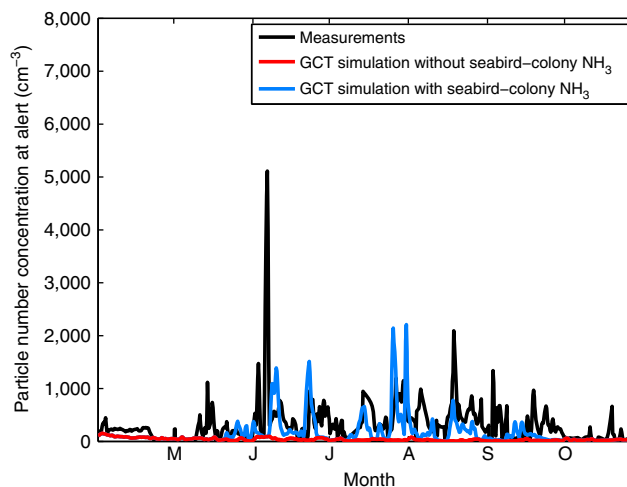 8,000
7,000
6,000
5,000
4,000
3,000
2,000
1,000
0
Particle number concentration at alert (cm⁻³)
Measurements
GCT simulation without seabird–colony NH₃
GCT simulation with seabird–colony NH₃
M J J A S O
Month